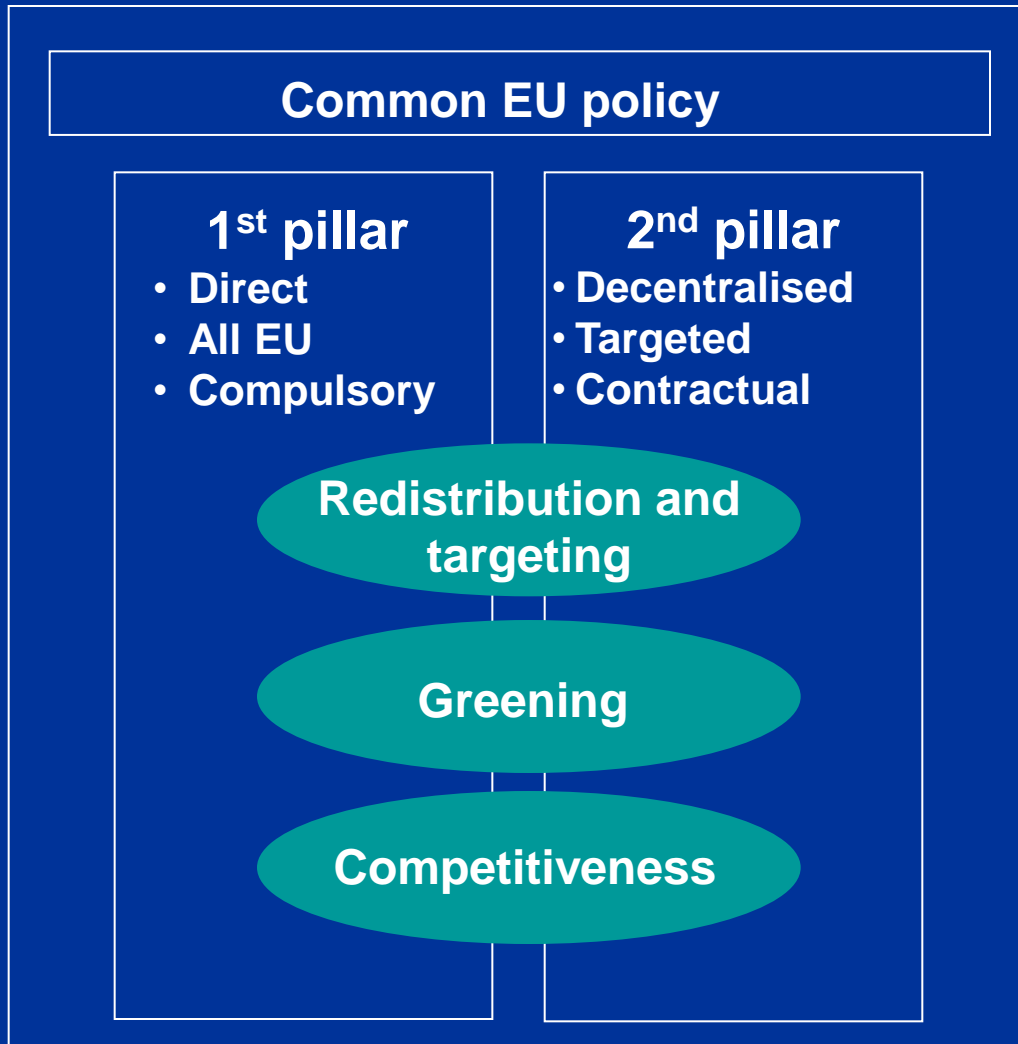 Common EU policy
1st pillar
• Direct
• All EU
• Compulsory
2nd pillar
• Decentralised
• Targeted
• Contractual
Redistribution and
targeting
Greening
Competitiveness